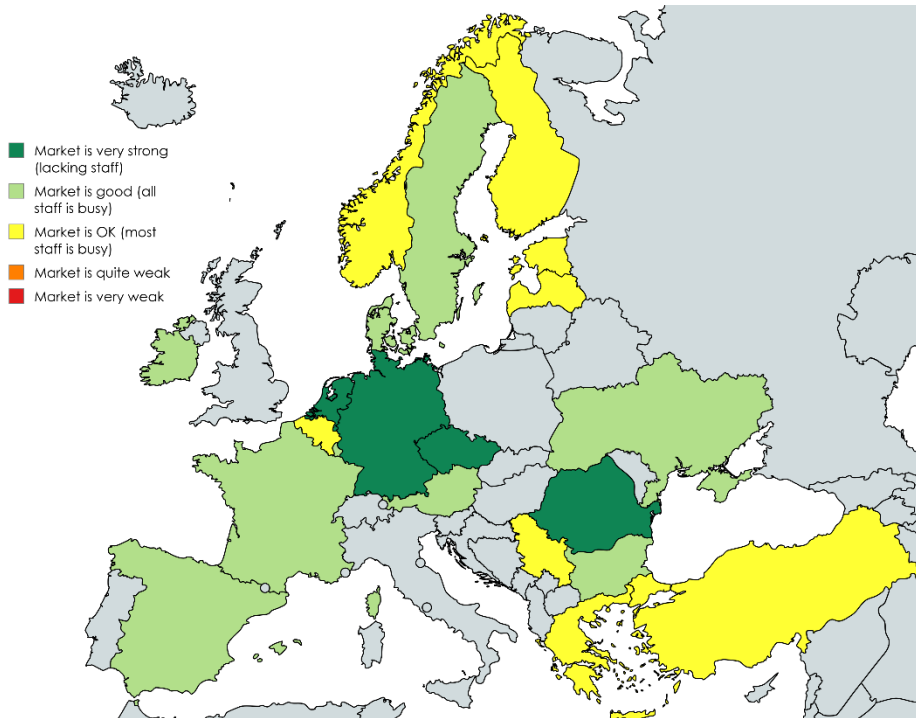 Market is very strong
(lacking staff)
Market is good (all
staff is busy)
Market is OK (most
staff is busy)
Market is quite weak
Market is very weak